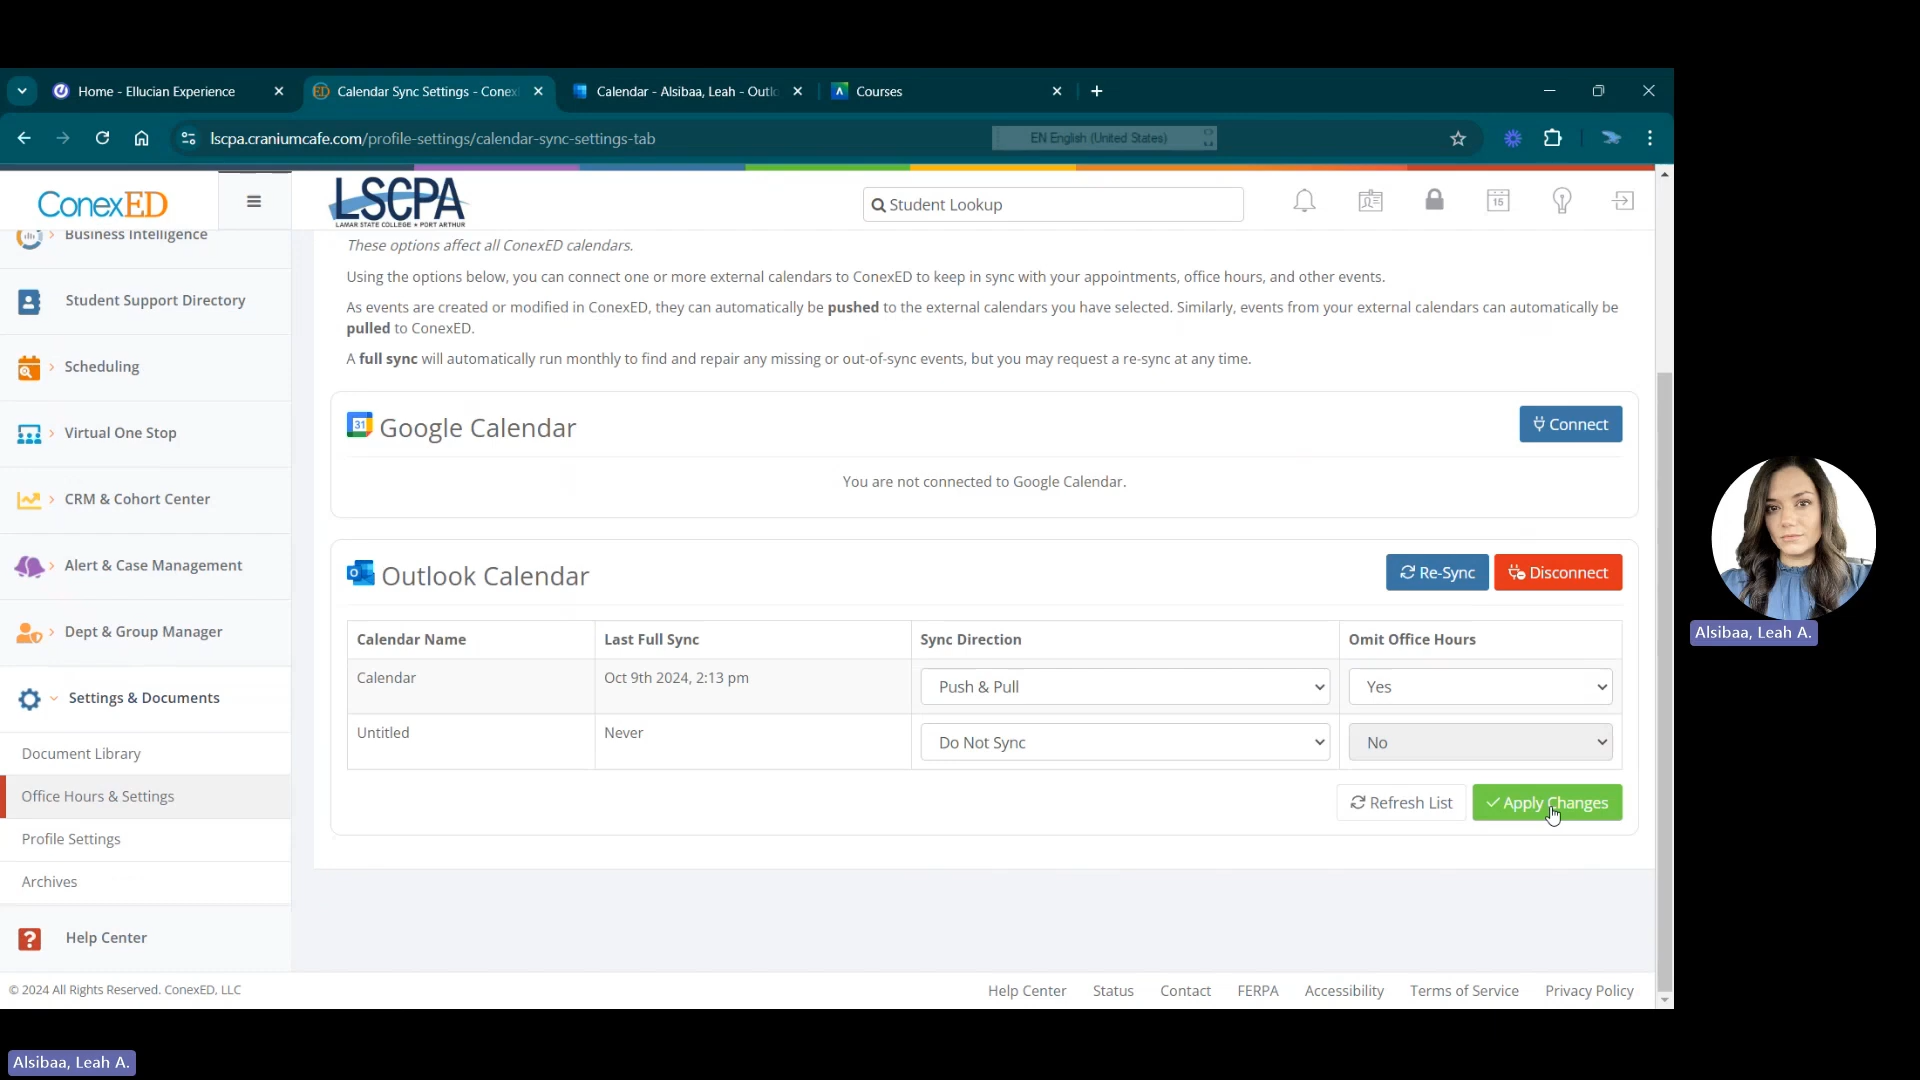 Home - Ellucian Experience
Calendar Sync Settings - Conex
Calendar - Alsibaa, Leah - Outl
Courses
lscpa.craniumcafe.com/profile-settings/calendar-sync-settings-tab
EN English (United States)
ConexED
LSCPA
LAMAR STATE COLLEGE PORT ARTHUR
Student Lookup
15
Business Intelligence
Student Support Directory
Scheduling
Virtual One Stop
CRM & Cohort Center
Alert & Case Management
Dept & Group Manager
Settings & Documents
Document Library
Office Hours & Settings
Profile Settings
Archives
Help Center
These options affect all ConexED calendars.
Using the options below, you can connect one or more external calendars to ConexED to keep in sync with your appointments, office hours, and other events.
As events are created or modified in ConexED, they can automatically be pushed to the external calendars you have selected. Similarly, events from your external calendars can automatically be
pulled to ConexED.
A full sync will automatically run monthly to find and repair any missing or out-of-sync events, but you may request a re-sync at any time.
31 Google Calendar
Connect
You are not connected to Google Calendar.
Outlook Calendar
Re-Sync Disconnect
Calendar Name Last Full Sync Sync Direction Omit Office Hours
Calendar Oct 9th 2024, 2:13 pm Push & Pull Yes
Untitled Never Do Not Sync No
Refresh List Apply Changes
© 2024 All Rights Reserved. ConexED, LLC
Help Center Status Contact FERPA Accessibility Terms of Service Privacy Policy
Alsibaa, Leah A.
Alsibaa, Leah A.